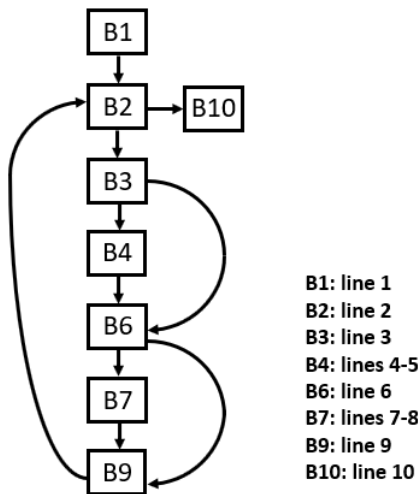 B1
B2
B10
B3
B4
B6
B7
B9
B1: line 1
B2: line 2
B3: line 3
B4: lines 4-5
B6: line 6
B7: lines 7-8
B9: line 9
B10: line 10